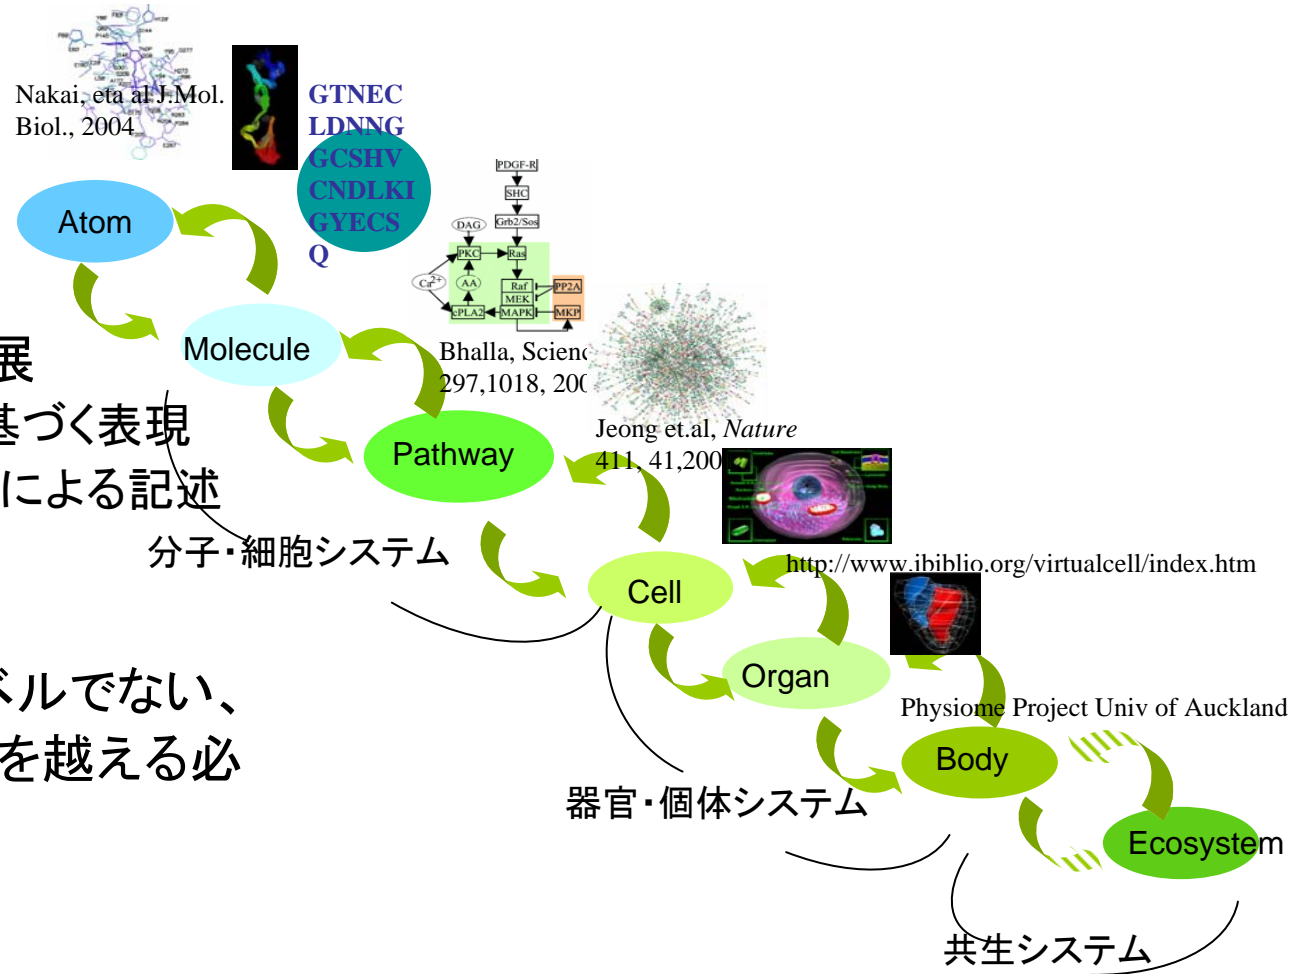 Nakai, eta al J.Mol.
Biol., 2004
GTNEC
LDNNG
GCSHV
CNDLKI
GYECS
Q
PDGF-R
SHC
Grb2/Sos
DAG
PKC
Ras
Ca2+
AA
Raf
PP2A
MEK
cPLA2
MAPK
MKP
Atom
Molecule
Bhalla, Scienc
297,1018, 200
展
基づく表現
による記述
Pathway
Jeong et.al, Nature
411, 41,200
分子・細胞システム
http://www.ibiblio.org/virtualcell/index.htm
Cell
Organ
ベルでない、
を越える必
Physiome Project Univ of Auckland
Body
器官・個体システム
Ecosystem
共生システム